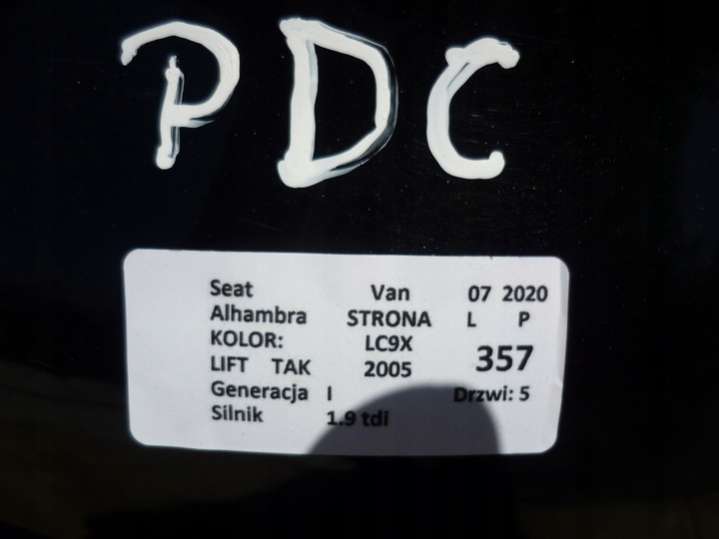 PDC
Seat Van 07 2020
Alhambra STRONA L P
KOLOR: LC9X
LIFT TAK 2005 357
Generacja I Drzwi: 5
Silnik 1.9 tdi